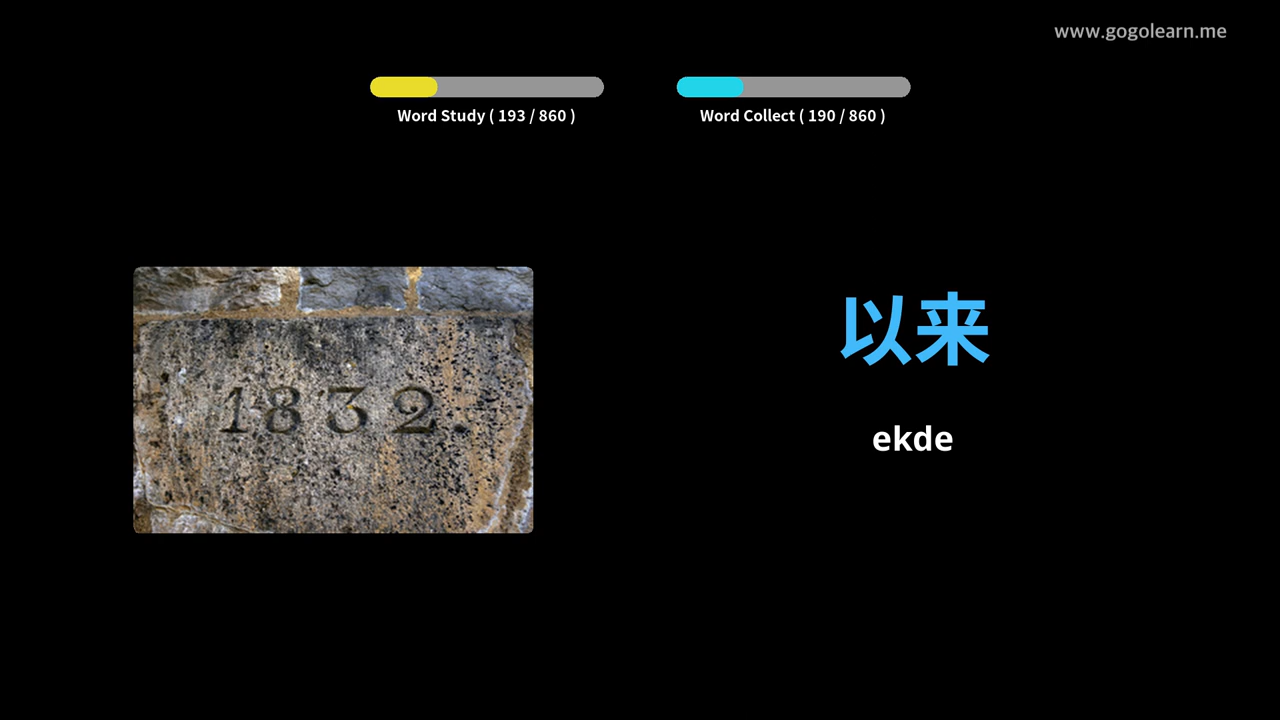 www.gogolearn.me
Word Study ( 193 / 860 )
Word Collect ( 190 / 860 )
1832.
以来
ekde